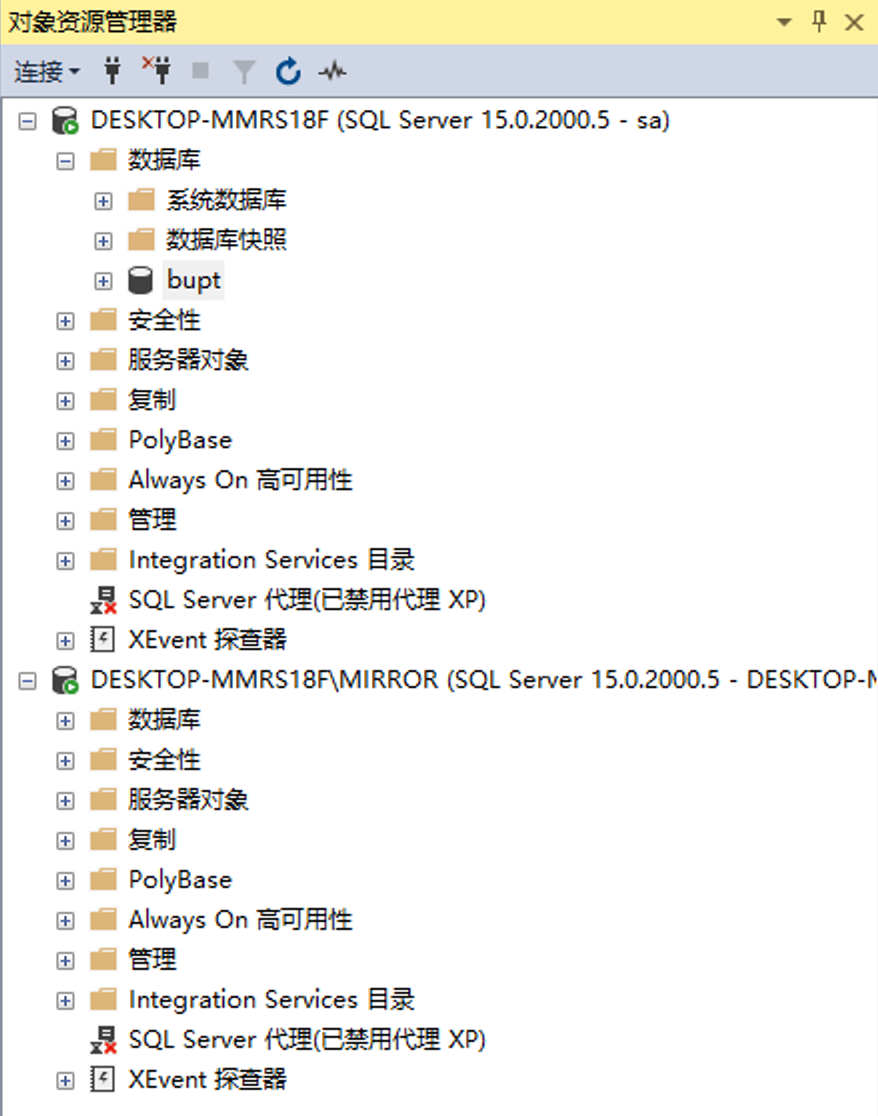 对象资源管理器
连接
DESKTOP-MMRS18F (SQL Server 15.0.2000.5 - sa)
数据库
系统数据库
数据库快照
bupt
安全性
服务器对象
复制
PolyBase
Always On 高可用性
管理
Integration Services 目录
SQL Server 代理(已禁用代理 XP)
XEvent 探查器
DESKTOP-MMRS18F\MIRROR (SQL Server 15.0.2000.5 - DESKTOP-M
数据库
安全性
服务器对象
复制
PolyBase
Always On 高可用性
管理
Integration Services 目录
SQL Server 代理(已禁用代理 XP)
XEvent 探查器